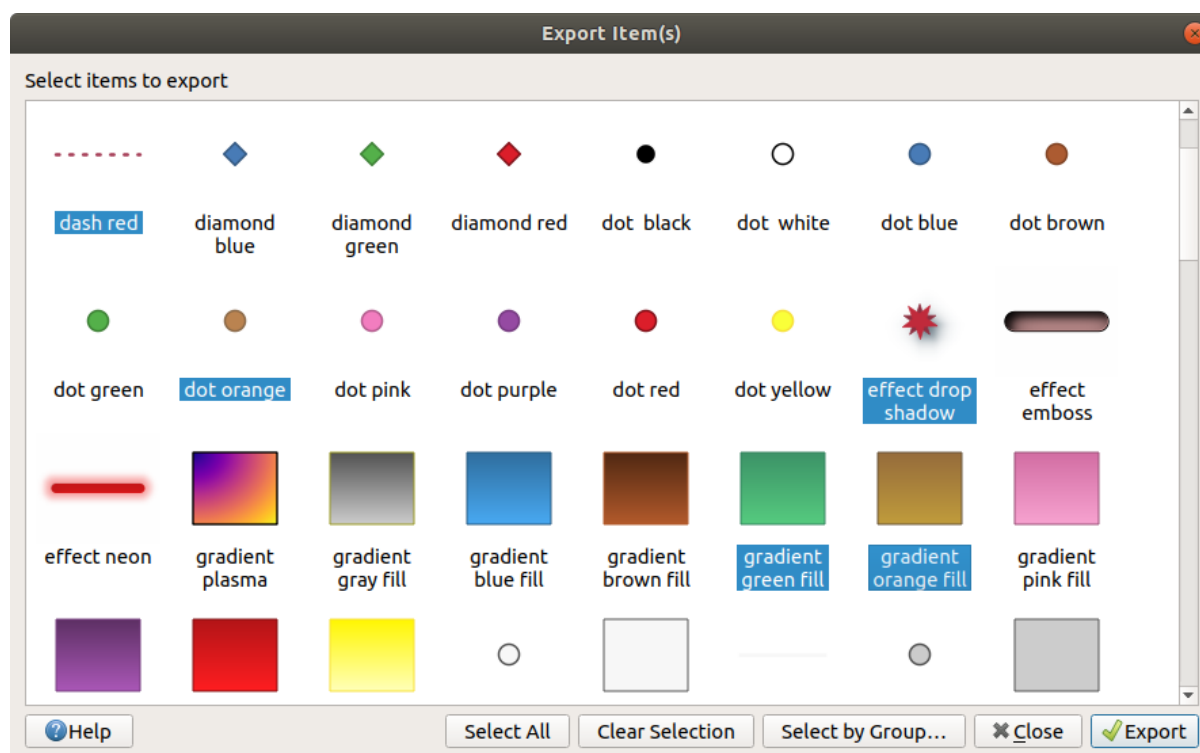 Export Item(s)
Select items to export
dash red
diamond
blue
diamond
green
diamond red
dot  black
dot  white
dot blue
dot brown
dot green
dot orange
dot pink
dot purple
dot red
dot yellow
effect drop
shadow
effect
emboss
effect neon
gradient
plasma
gradient
gray fill
gradient
blue fill
gradient
brown fill
gradient
green fill
gradient
orange fill
gradient
pink fill
Help
Select All
Clear Selection
Select by Group...
Close
Export